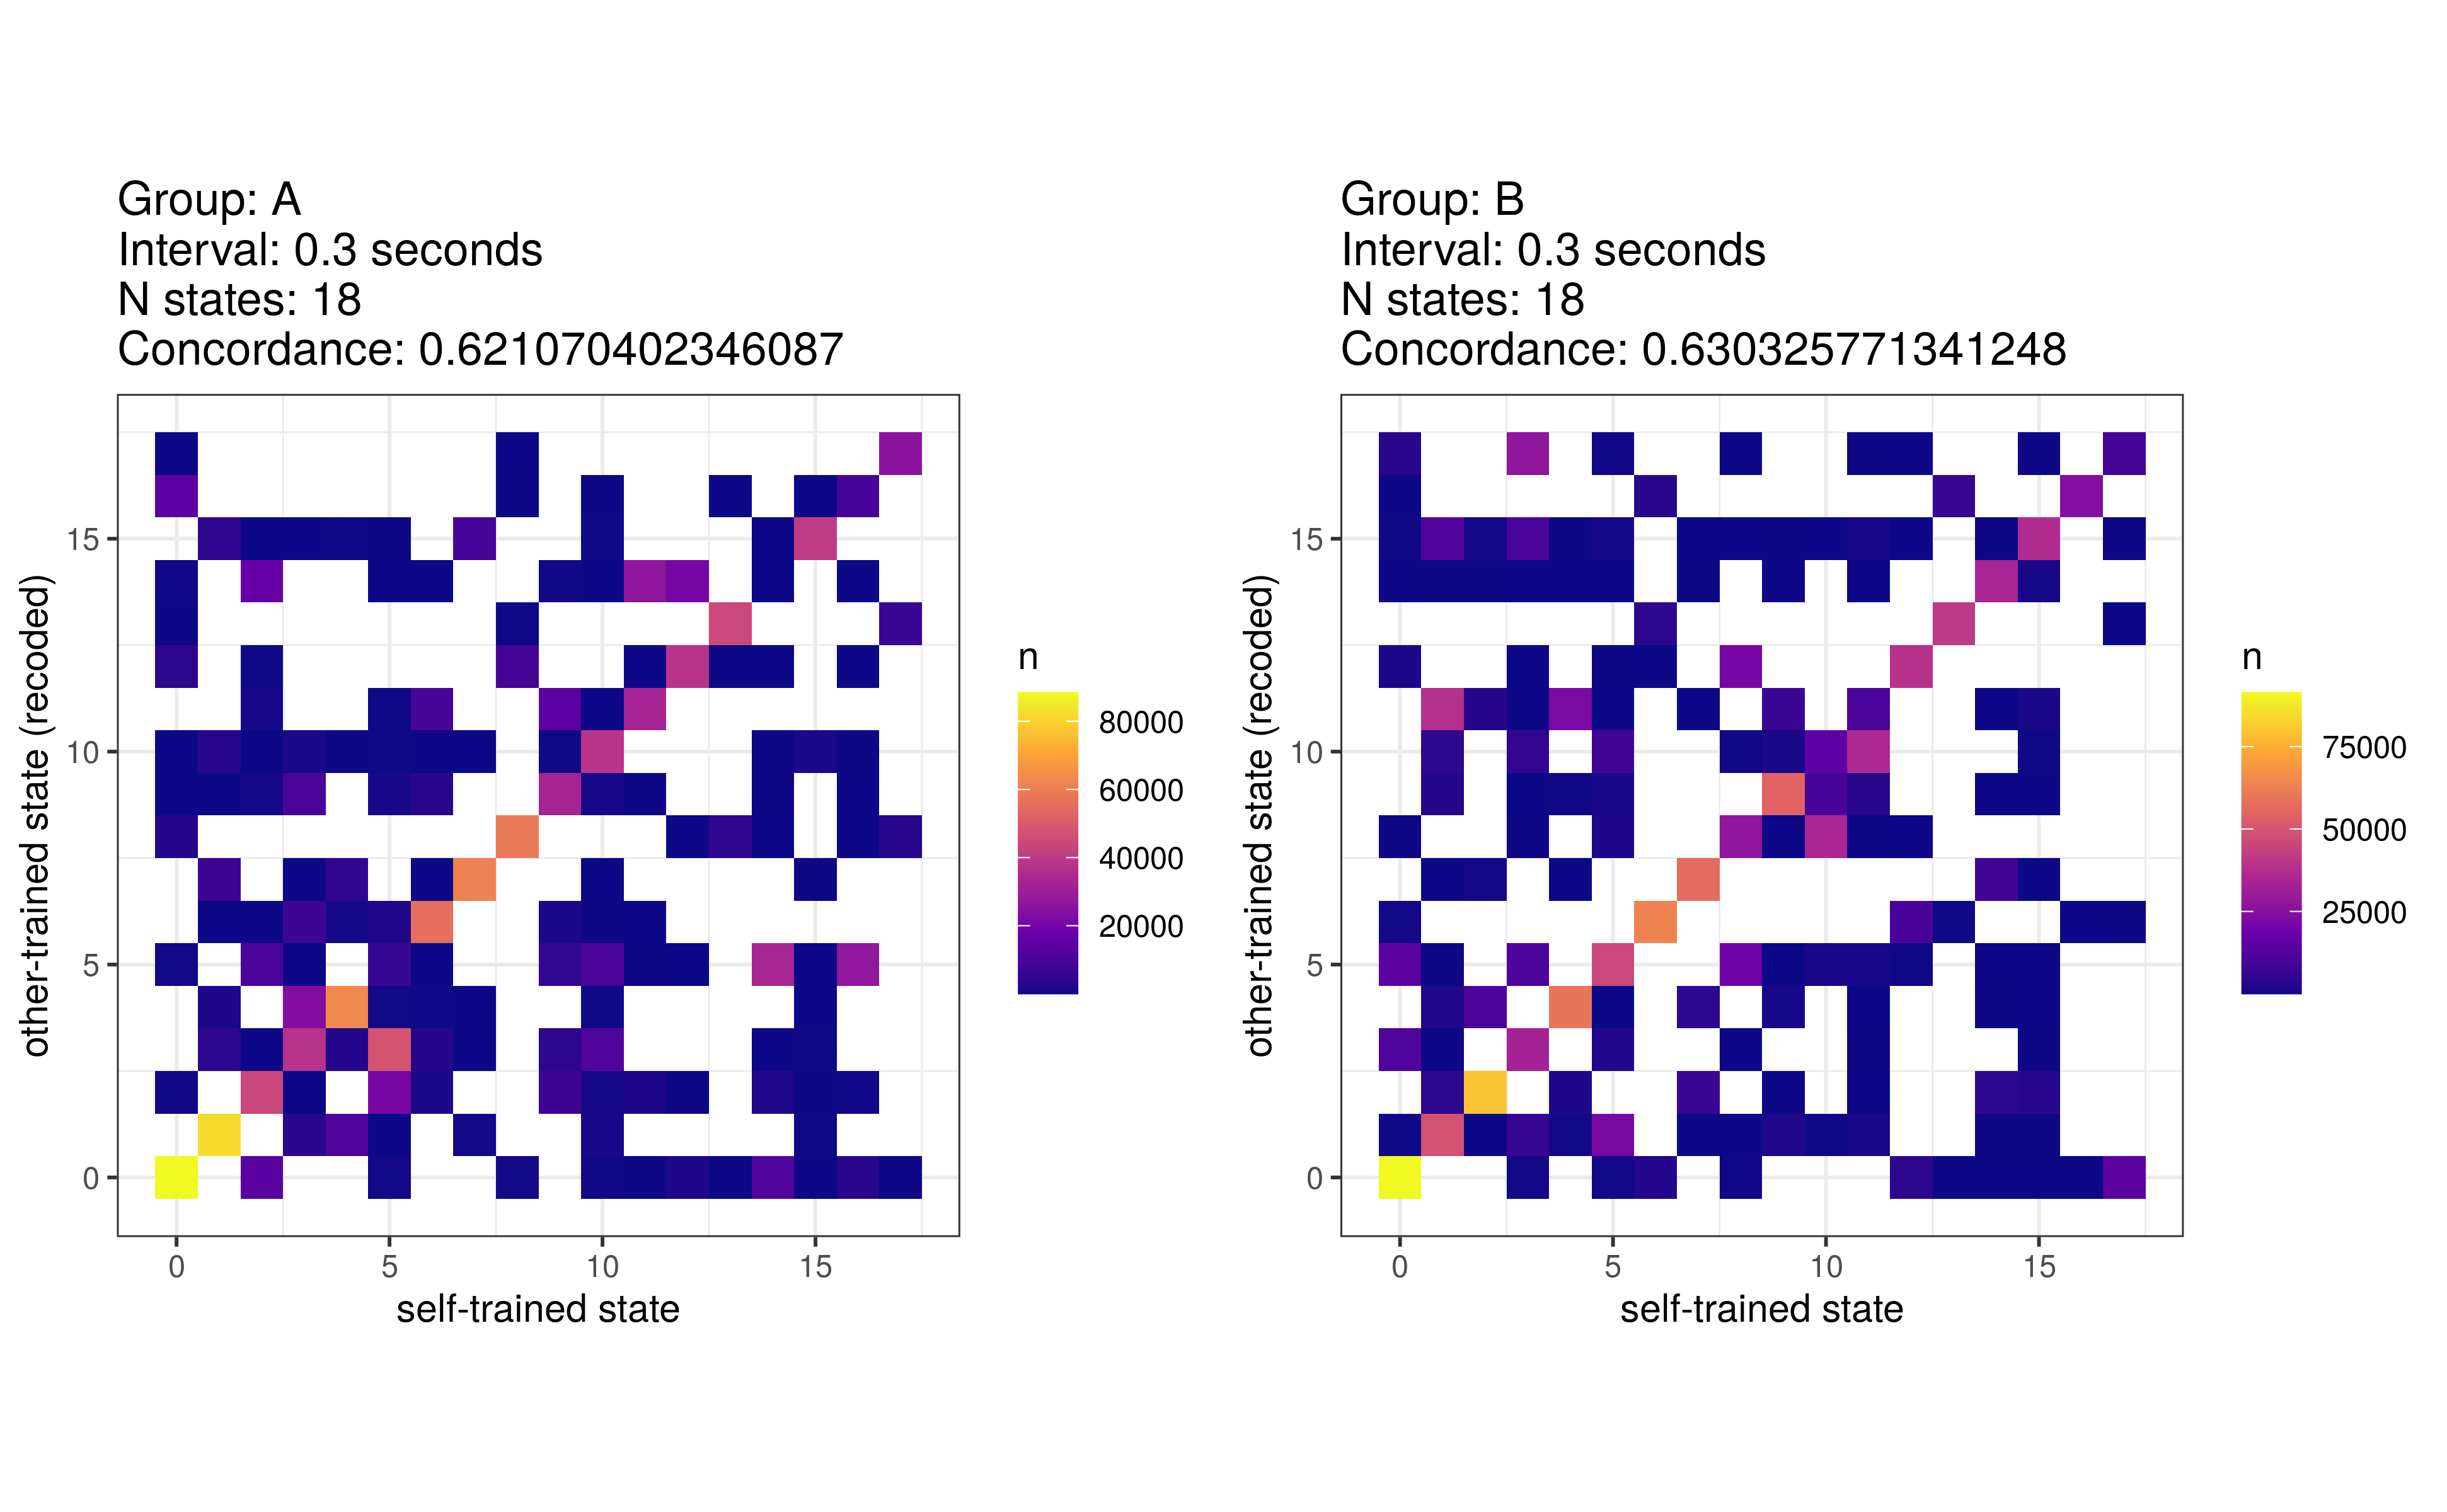 Group: A
Interval: 0.3 seconds
N states: 18
Concordance: 0.621070402346087
15
10
5
0
other-trained state (recoded)
0 5 10 15
self-trained state
n
80000
60000
40000
20000
Group: B
Interval: 0.3 seconds
N states: 18
Concordance: 0.630325771341248
15
10
5
0
other-trained state (recoded)
0 5 10 15
self-trained state
n
75000
50000
25000